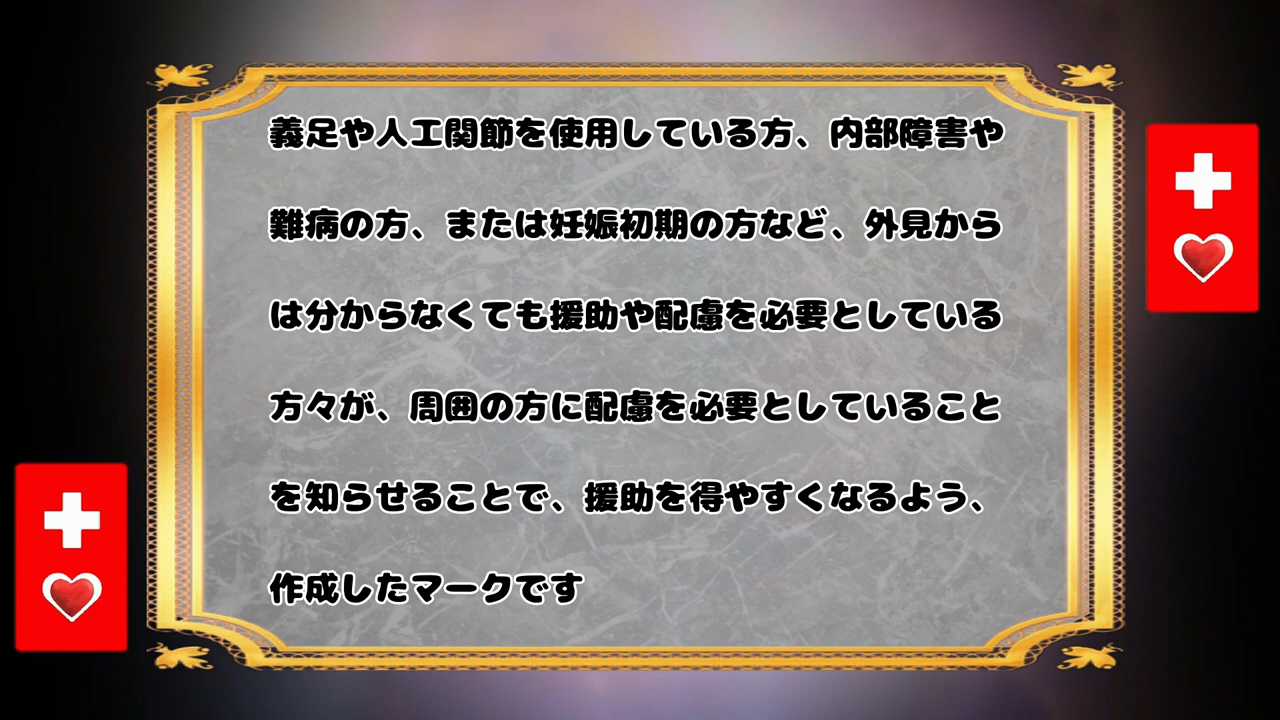 義足や人工関節を使用している方、内部障害や
難病の方、または妊娠初期の方など、外見から
は分からなくても援助や配慮を必要としている
方々が、周囲の方に配慮を必要としていること
を知らせることで、援助を得やすくなるよう、
作成したマークです